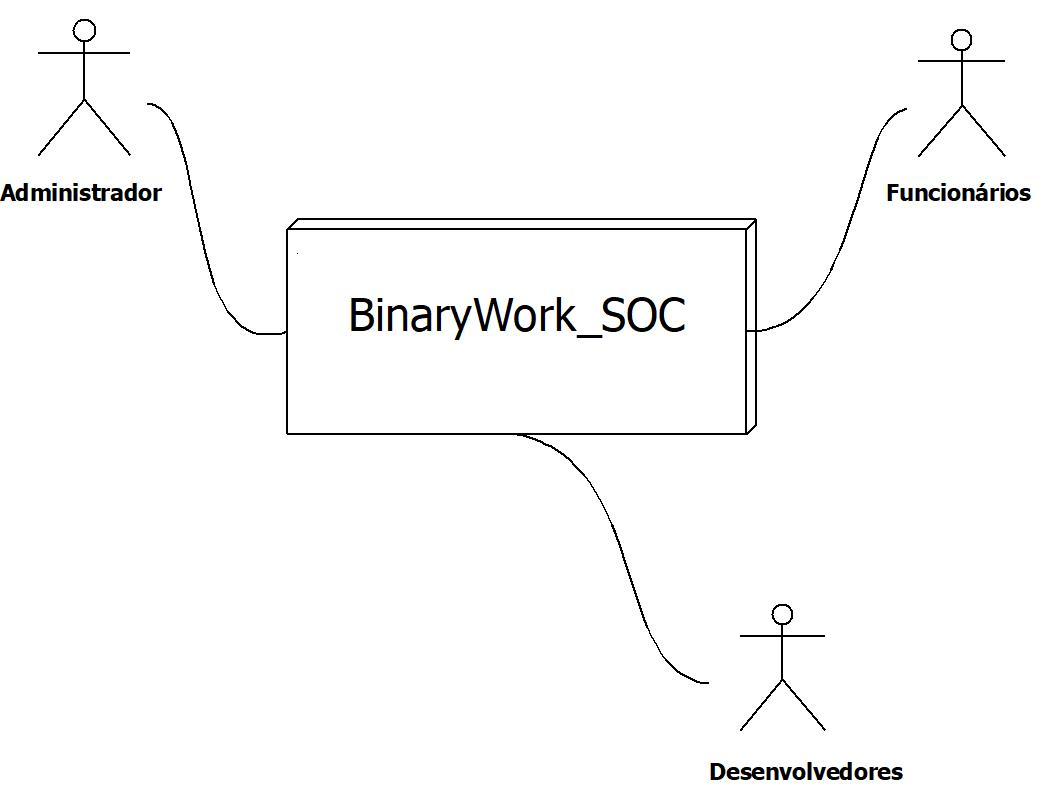 Administrador
Funcionários
BinaryWork_SOC
Desenvolvedores